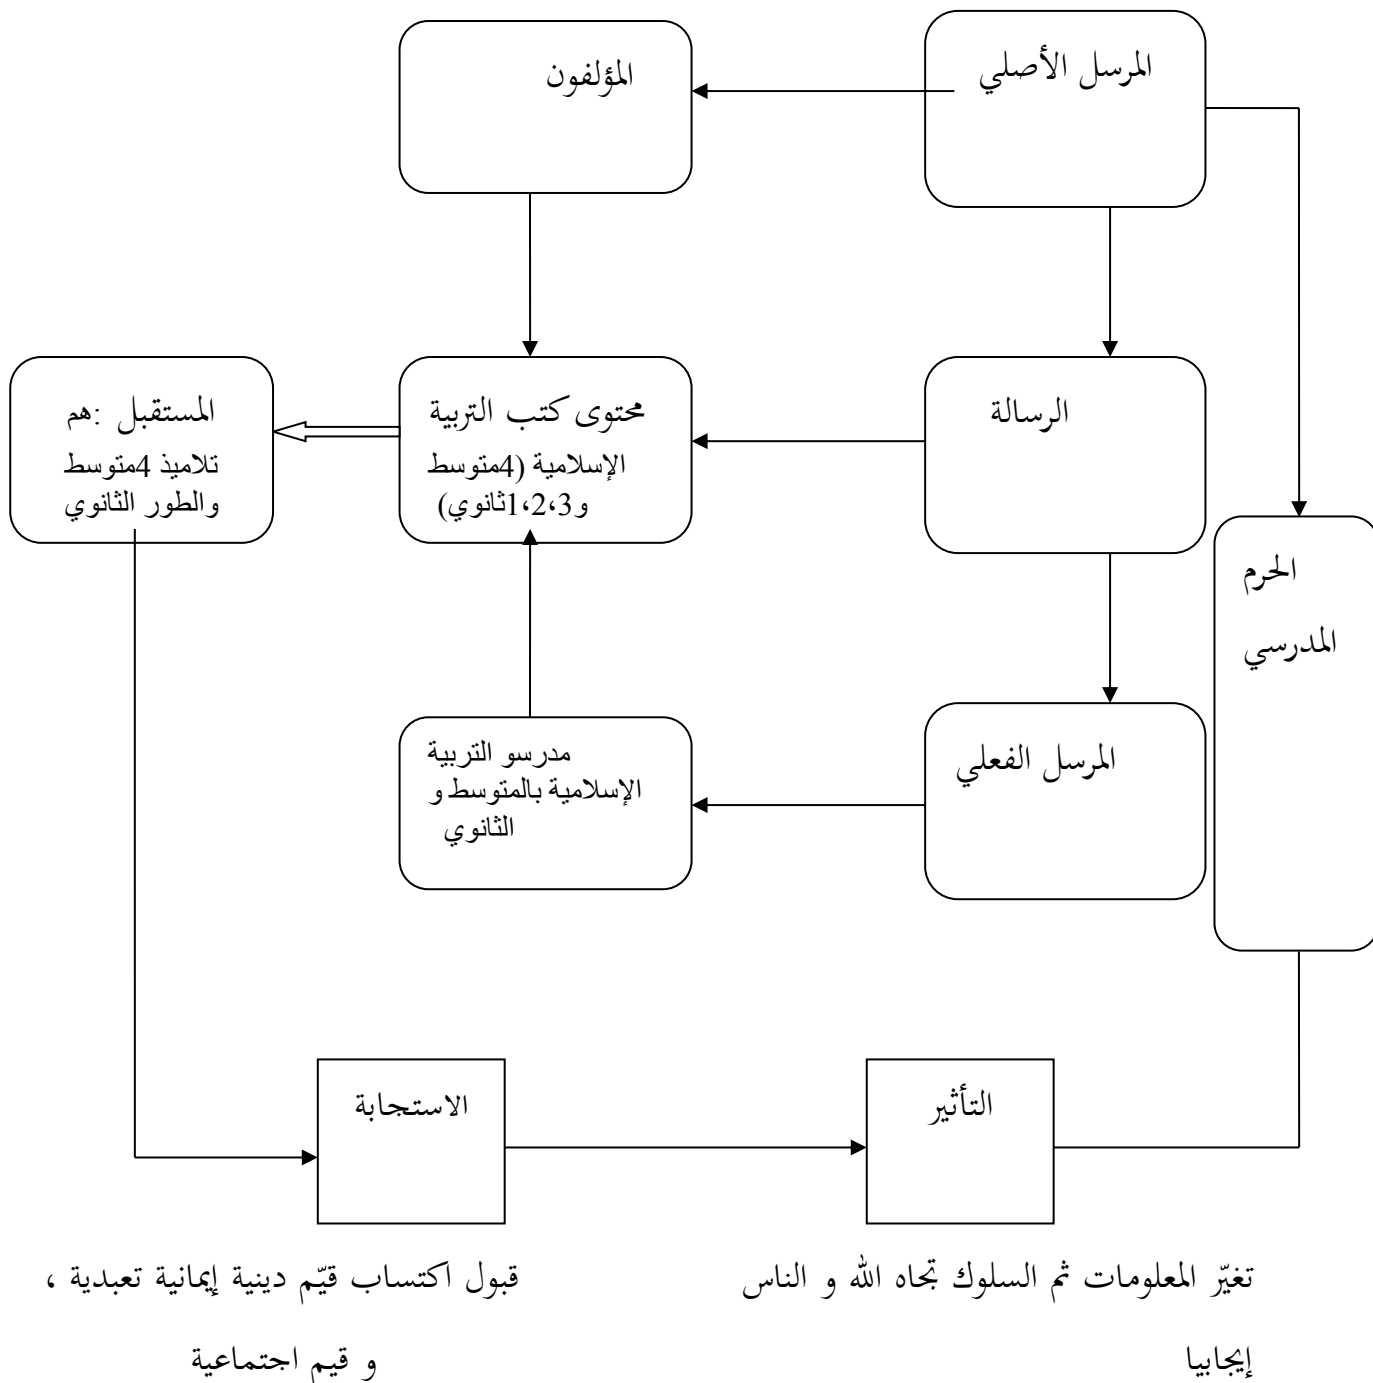 المرسل الأصلي
المؤلفون
الرسالة
محتوى كتب التربية
الإسلامية (4متوسط
و1،2،3ثانوي)
المستقبل :هم
تلاميذ 4متوسط
والطور الثانوي
الحرم
المدرسي
المرسل الفعلي
مدرسو التربية
الإسلامية بالمتوسط و
الثانوي
التأثير
الاستجابة
تغيّر المعلومات ثم السلوك تجاه الله و الناس
إيجابيا
قبول اكتساب قيّم دينية إيمانية تعبدية ،
و قيم اجتماعية